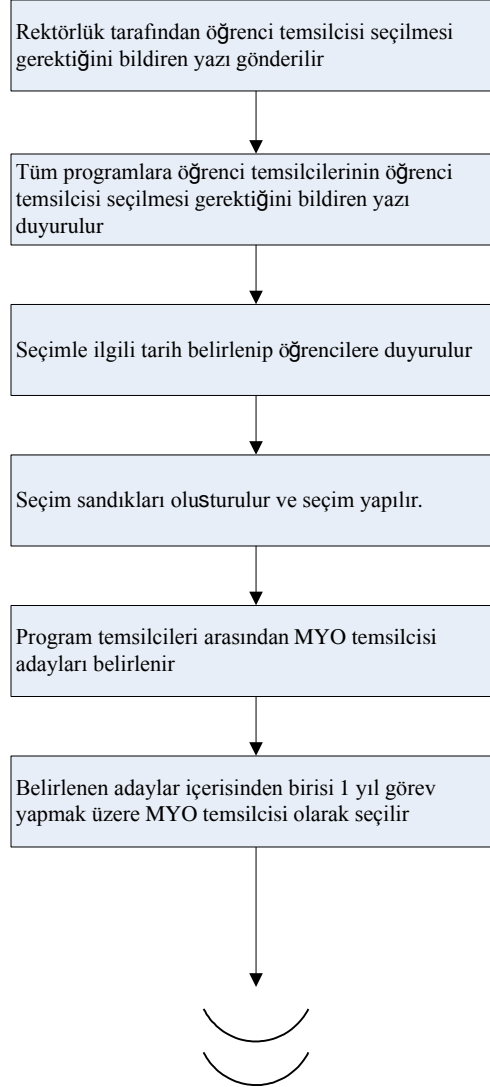 Rektörlük tarafından öğrenci temsilcisi seçilmesi
gerektiğini bildiren yazı gönderilir
Tüm programlara öğrenci temsilcilerinin öğrenci
temsilcisi seçilmesi gerektiğini bildiren yazı
duyurulur
Seçimle ilgili tarih belirlenip öğrencilere duyurulur
Seçim sandıkları olusturulur ve seçim yapılır.
Program temsilcileri arasından MYO temsilcisi
adayları belirlenir
Belirlenen adaylar içerisinden birisi 1 yıl görev
yapmak üzere MYO temsilcisi olarak seçilir